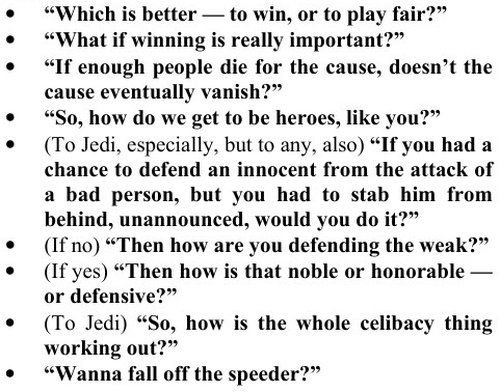 • “Which is better — to win, or to play fair?”
• “What if winning is really important?”
• “If enough people die for the cause, doesn’t the
cause eventually vanish?”
• “So, how do we get to be heroes, like you?”
• (To Jedi, especially, but to any, also) “If you had a
chance to defend an innocent from the attack of
a bad person, but you had to stab him from
behind, unannounced, would you do it?”
• (If no) “Then how are you defending the weak?”
• (If yes) “Then how is that noble or honorable —
or defensive?”
• (To Jedi) “So, how is the whole celibacy thing
working out?”
• “Wanna fall off the speeder?”